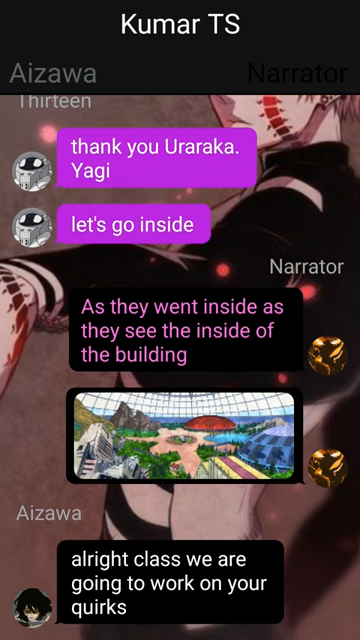 Kumar TS
Aizawa
Narrator
Thirteen
thank you Uraraka.
Yagi
let's go inside
Narrator
As they went inside as
they see the inside of
the building
Aizawa
alright class we are
going to work on your
quirks